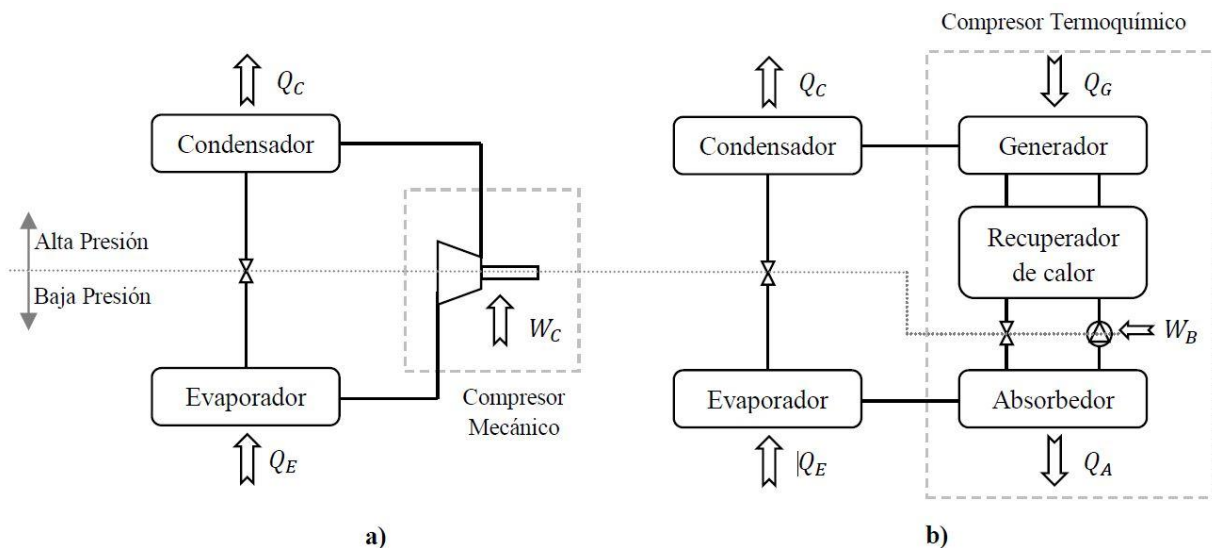 Compresor Termoquímico
Q_C
Condensador
Alta Presión
Baja Presión
W_C
Evaporador
Compresor
Mecánico
Q_E
a)
Q_C
Q_G
Condensador
Generador
Recuperador
de calor
W_B
Evaporador
Absorbedor
|Q_E
Q_A
b)